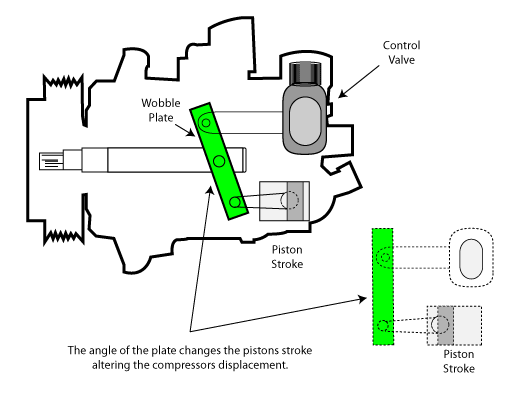 Control
Valve
Wobble
Plate
Piston
Stroke
The angle of the plate changes the pistons stroke
altering the compressors displacement.
Piston
Stroke